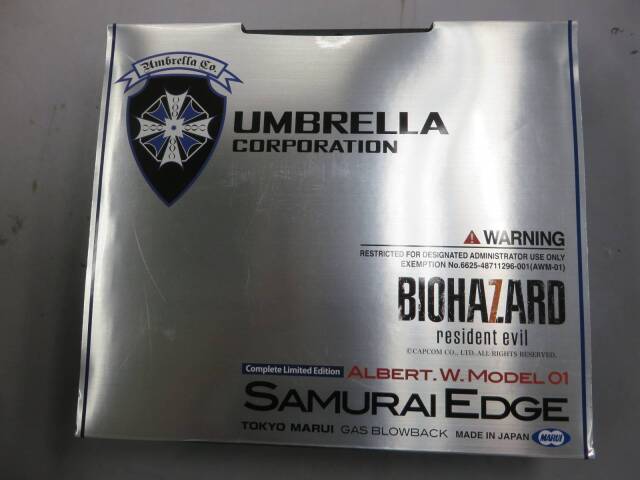 Umbrella Co.
UMBRELLA
CORPORATION
WARNING
RESTRICTED FOR DESIGNATED ADMINISTRATOR USE ONLY
EXEMPTION No.6625-48711296-001(AWM-01)
BIOHAZARD
resident evil
©CAPCOM CO., LTD. ALL RIGHTS RESERVED.
Complete Limited Edition ALBERT.W.MODEL 01
SAMURAI EDGE
TOKYO MARUI GAS BLOWBACK MADE IN JAPAN MARUI